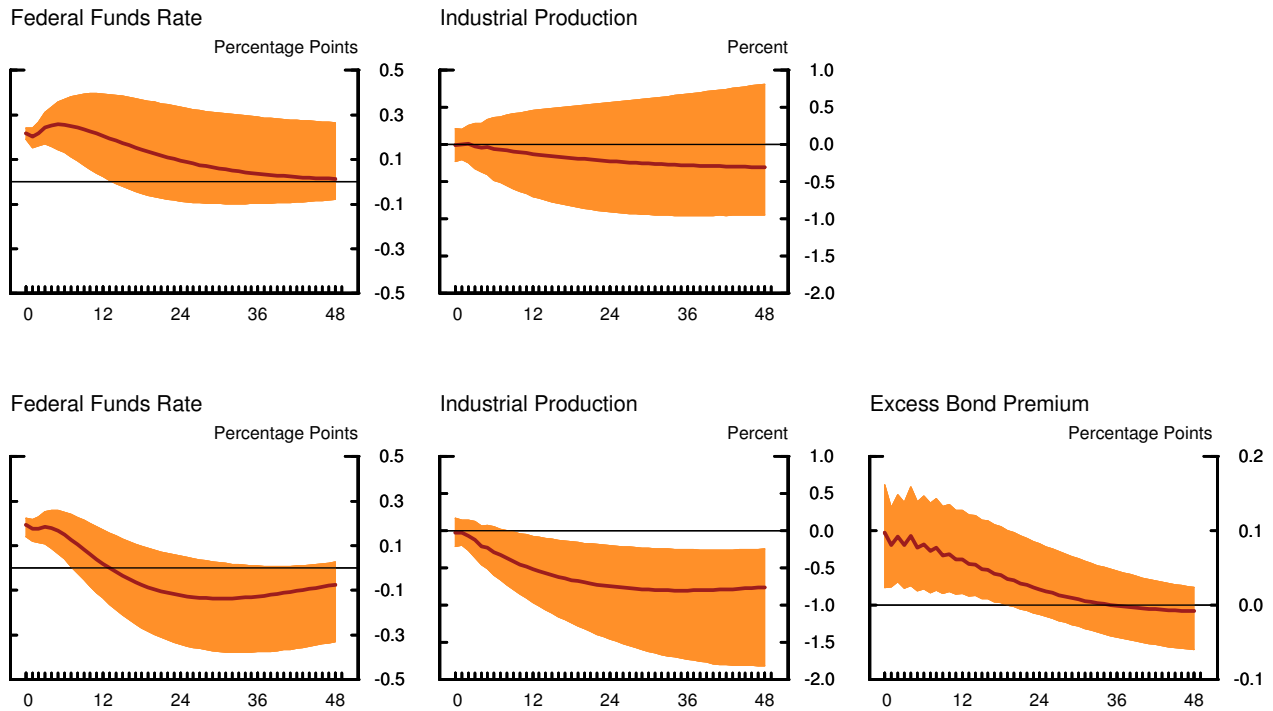 Federal Funds Rate
Percentage Points
0.5
0.3
0.1
-0.1
-0.3
-0.5
0 12 24 36 48
Industrial Production
Percent
1.0
0.5
0.0
-0.5
-1.0
-1.5
-2.0
0 12 24 36 48
Federal Funds Rate
Percentage Points
0.5
0.3
0.1
-0.1
-0.3
-0.5
0 12 24 36 48
Industrial Production
Percent
1.0
0.5
0.0
-0.5
-1.0
-1.5
-2.0
0 12 24 36 48
Excess Bond Premium
Percentage Points
0.2
0.1
0.0
-0.1
0 12 24 36 48